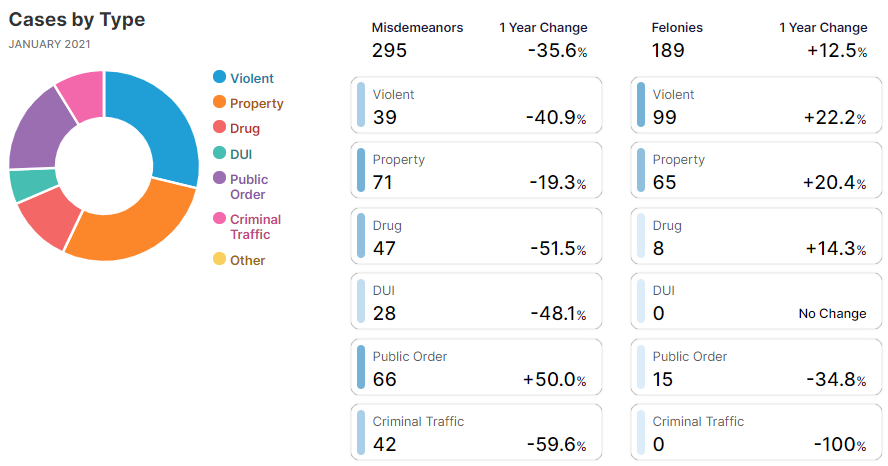 Cases by Type
JANUARY 2021
Violent
Property
Drug
DUI
Public
Order
Criminal
Traffic
Other
Misdemeanors 1 Year Change
295 -35.6%
Violent
39 -40.9%
Property
71 -19.3%
Drug
47 -51.5%
DUI
28 -48.1%
Public Order
66 +50.0%
Criminal Traffic
42 -59.6%
Felonies 1 Year Change
189 +12.5%
Violent
99 +22.2%
Property
65 +20.4%
Drug
8 +14.3%
DUI
0 No Change
Public Order
15 -34.8%
Criminal Traffic
0 -100%